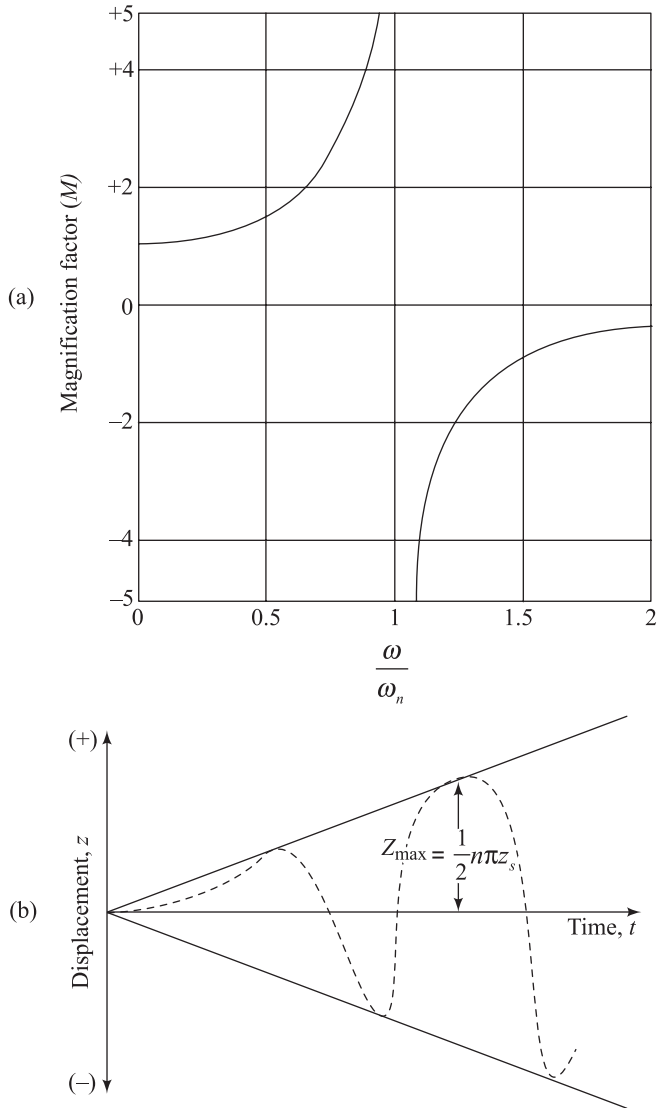 (a)
Magnification factor (M)
+5
+4
+2
0
–2
–4
–5
0 0.5 1 1.5 2
ω
ωn
(b)
Displacement, z
(+)
Zmax = 1/2 nπzs
Time, t
(–)